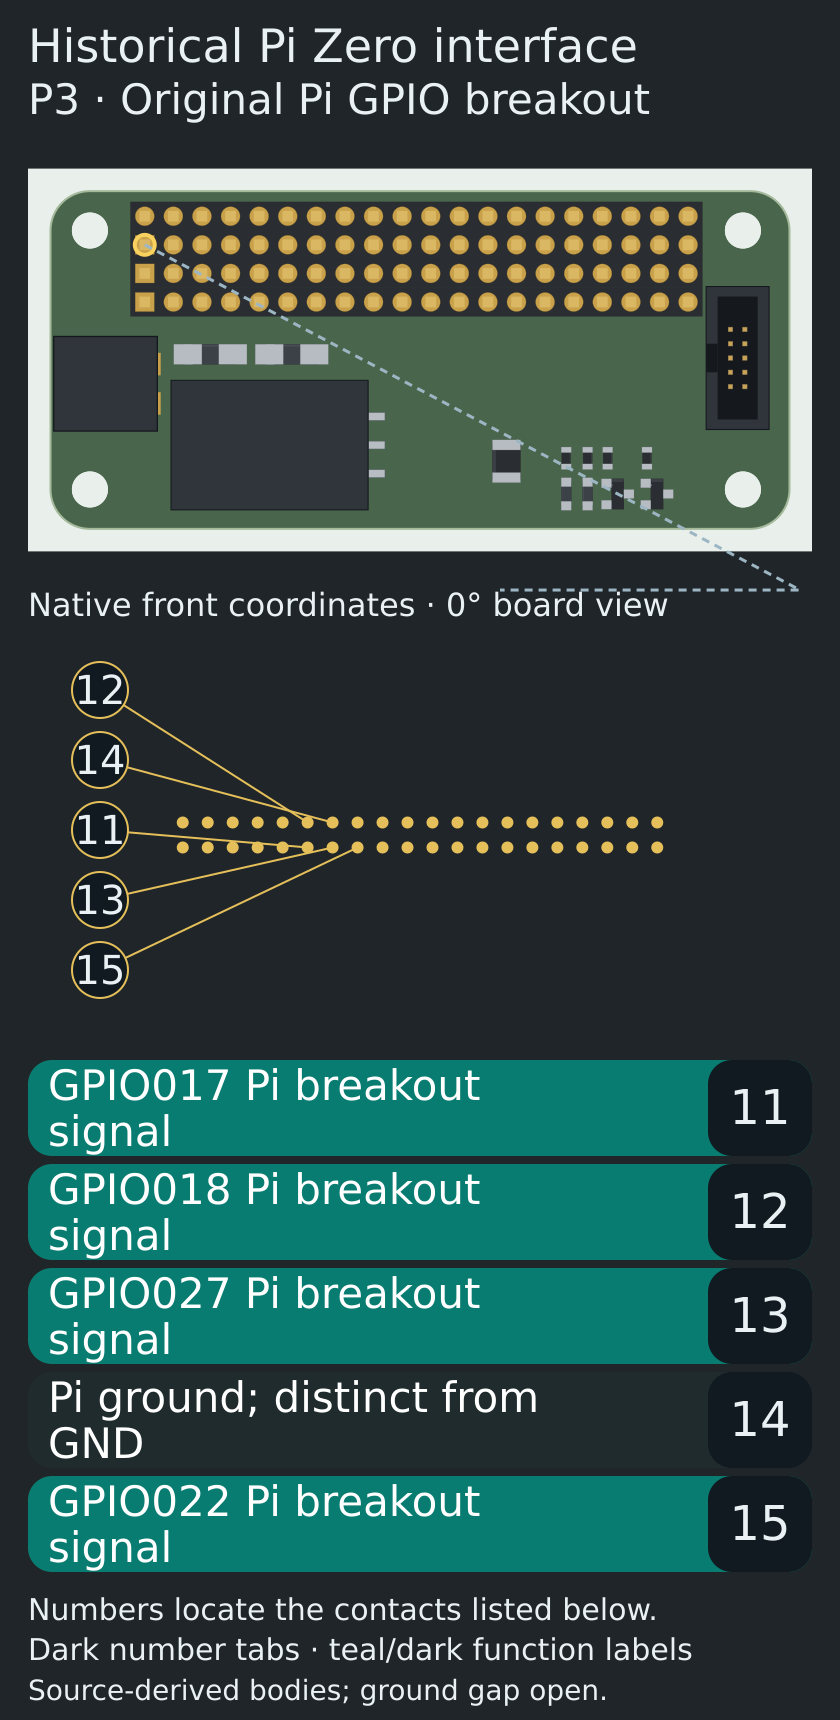 Historical Pi Zero interface
P3 · Original Pi GPIO breakout
Native front coordinates · 0° board view
12
14
11
13
15
GPIO017 Pi breakout
signal
11
GPIO018 Pi breakout
signal
12
GPIO027 Pi breakout
signal
13
Pi ground; distinct from
GND
14
GPIO022 Pi breakout
signal
15
Numbers locate the contacts listed below.
Dark number tabs · teal/dark function labels
Source-derived bodies; ground gap open.